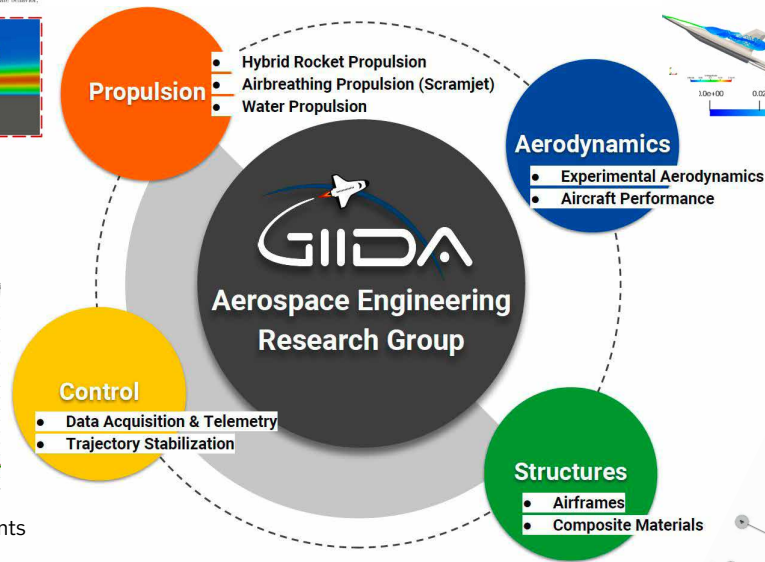 Propulsion
Hybrid Rocket Propulsion
Airbreathing Propulsion (Scramjet)
Water Propulsion
Aerodynamics
Experimental Aerodynamics
Aircraft Performance
GIIDA
Aerospace Engineering
Research Group
Control
Data Acquisition & Telemetry
Trajectory Stabilization
Structures
Airframes
Composite Materials